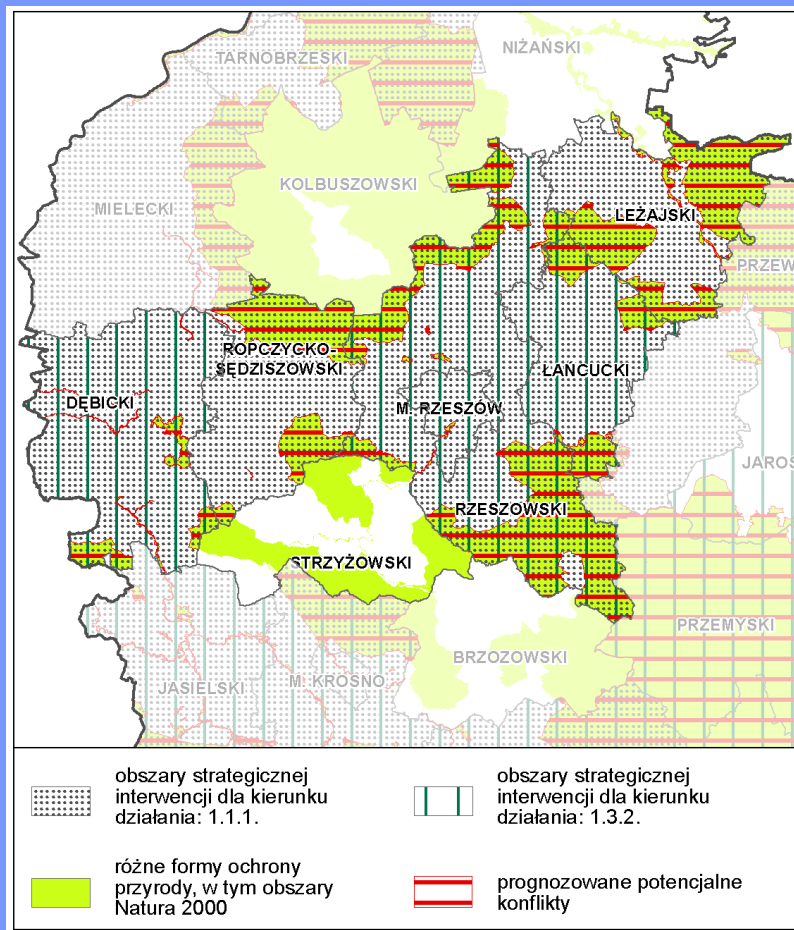 TARNOBRZESKI
NIŻAŃSKI
KOLBUSZOWSKI
MIELECKI
LEŻAJSKI
PRZEW
ROPCZYCKO-
SĘDZISZOWSKI
ŁAŃCUCKI
DĘBICKI
M. RZESZÓW
JAROS
RZESZOWSKI
STRZYŻOWSKI
PRZEMYSKI
BRZOZOWSKI
JASIELSKI
M. KROSNO
obszary strategicznej
interwencji dla kierunku
działania: 1.1.1.
obszary strategicznej
interwencji dla kierunku
działania: 1.3.2.
różne formy ochrony
przyrody, w tym obszary
Natura 2000
prognozowane potencjalne
konflikty